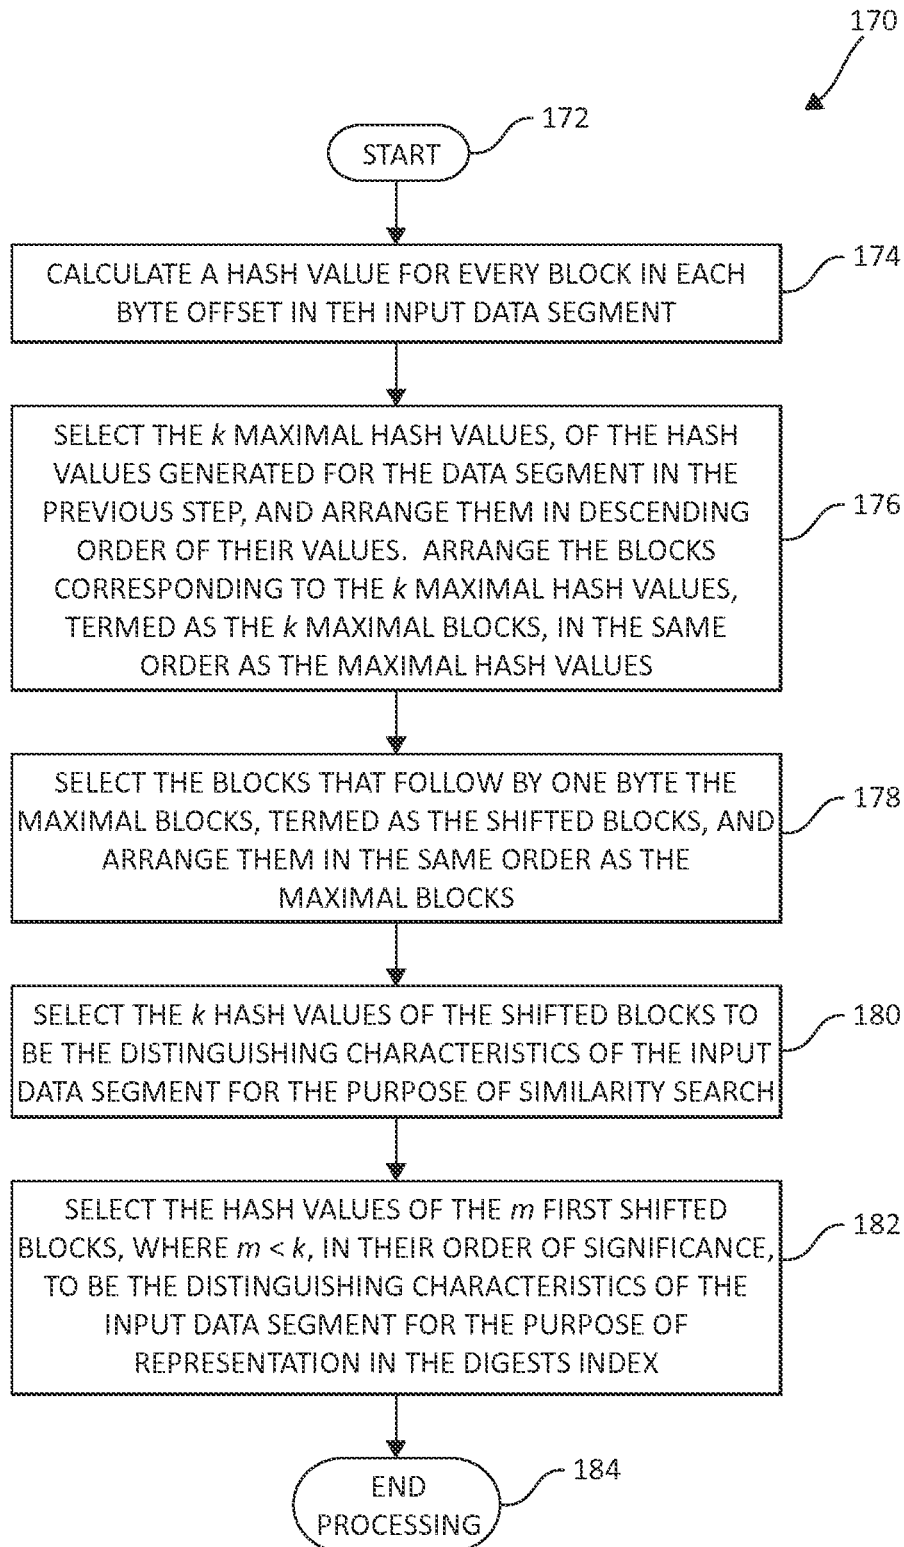 170
172
START
174
CALCULATE A HASH VALUE FOR EVERY BLOCK IN EACH
BYTE OFFSET IN TEH INPUT DATA SEGMENT
SELECT THE k MAXIMAL HASH VALUES, OF THE HASH
VALUES GENERATED FOR THE DATA SEGMENT IN THE
PREVIOUS STEP, AND ARRANGE THEM IN DESCENDING
ORDER OF THEIR VALUES. ARRANGE THE BLOCKS
CORRESPONDING TO THE k MAXIMAL HASH VALUES,
TERMED AS THE k MAXIMAL BLOCKS, IN THE SAME
ORDER AS THE MAXIMAL HASH VALUES
176
SELECT THE BLOCKS THAT FOLLOW BY ONE BYTE THE
MAXIMAL BLOCKS, TERMED AS THE SHIFTED BLOCKS, AND
ARRANGE THEM IN THE SAME ORDER AS THE
MAXIMAL BLOCKS
178
SELECT THE k HASH VALUES OF THE SHIFTED BLOCKS TO
BE THE DISTINGUISHING CHARACTERISTICS OF THE INPUT
DATA SEGMENT FOR THE PURPOSE OF SIMILARITY SEARCH
180
SELECT THE HASH VALUES OF THE m FIRST SHIFTED
BLOCKS, WHERE m < k, IN THEIR ORDER OF SIGNIFICANCE,
TO BE THE DISTINGUISHING CHARACTERISTICS OF THE
INPUT DATA SEGMENT FOR THE PURPOSE OF
REPRESENTATION IN THE DIGESTS INDEX
182
END
PROCESSING
184